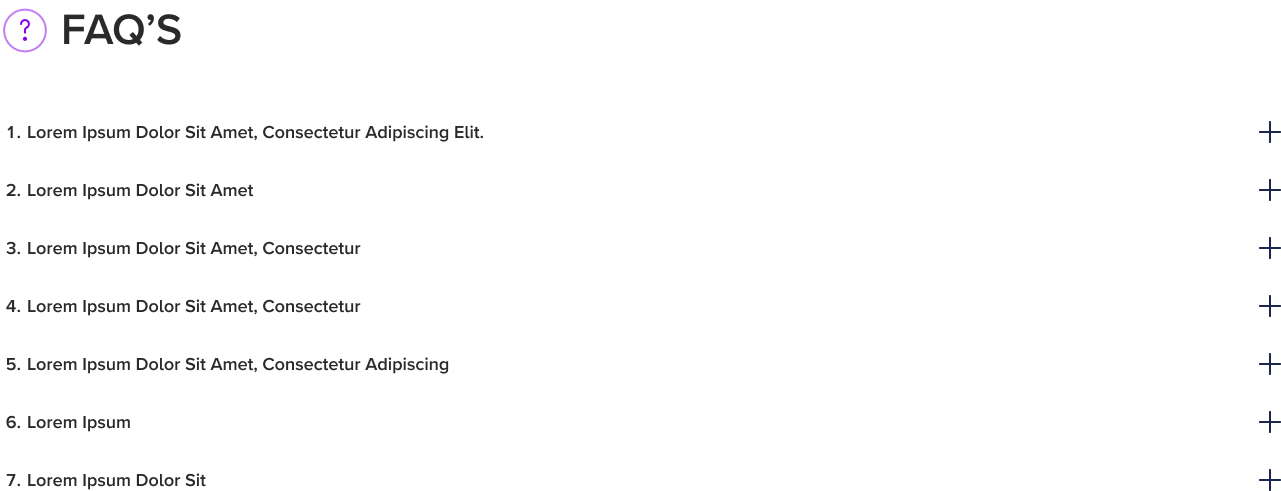 ? FAQ’S
1. Lorem Ipsum Dolor Sit Amet, Consectetur Adipiscing Elit.
2. Lorem Ipsum Dolor Sit Amet
3. Lorem Ipsum Dolor Sit Amet, Consectetur
4. Lorem Ipsum Dolor Sit Amet, Consectetur
5. Lorem Ipsum Dolor Sit Amet, Consectetur Adipiscing
6. Lorem Ipsum
7. Lorem Ipsum Dolor Sit